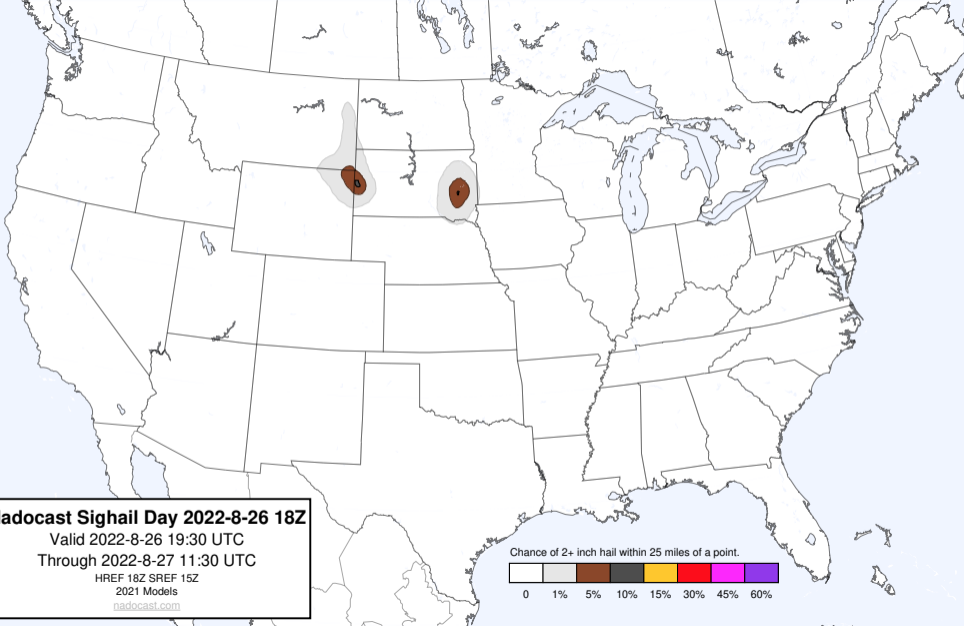 adocast Sighail Day 2022-8-26 18Z
Valid 2022-8-26 19:30 UTC
Through 2022-8-27 11:30 UTC
HREF 18Z SREF 15Z
2021 Models
nadocast.com
Chance of 2+ inch hail within 25 miles of a point.
0 1% 5% 10% 15% 30% 45% 60%